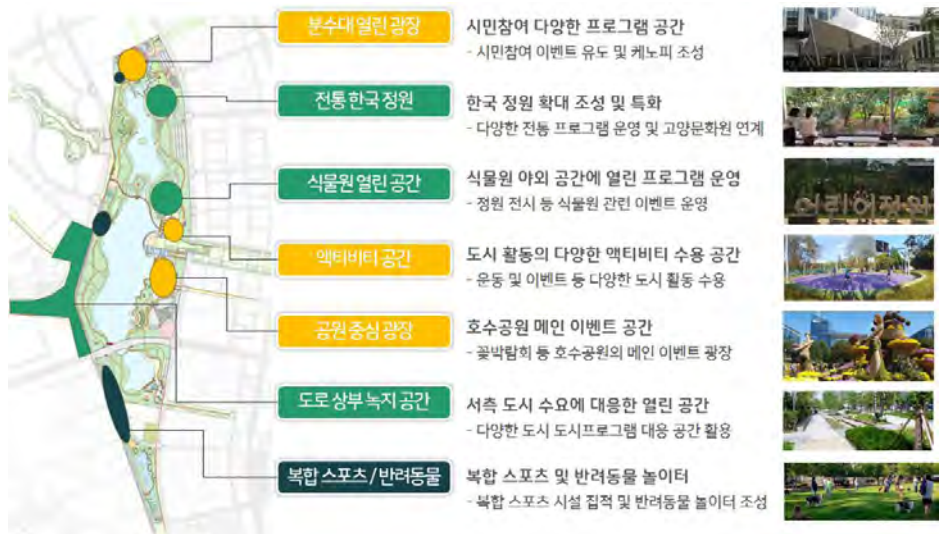 분수대 열린 광장
시민참여 다양한 프로그램 공간
- 시민참여 이벤트 유도 및 케노피 조성
전통 한국 정원
한국 정원 확대 조성 및 특화
- 다양한 전통 프로그램 운영 및 고양문화원 연계
식물원 열린 공간
식물원 야외 공간에 열린 프로그램 운영
- 정원 전시 등 식물원 관련 이벤트 운영
어린이정원
액티비티 공간
도시 활동의 다양한 액티비티 수용 공간
- 운동 및 이벤트 등 다양한 도시 활동 수용
공원 중심 광장
호수공원 메인 이벤트 공간
- 꽃박람회 등 호수공원의 메인 이벤트 광장
도로 상부 녹지 공간
서측 도시 수요에 대응한 열린 공간
- 다양한 도시 도시프로그램 대응 공간 활용
복합 스포츠 / 반려동물
복합 스포츠 및 반려동물 놀이터
- 복합 스포츠 시설 집적 및 반려동물 놀이터 조성